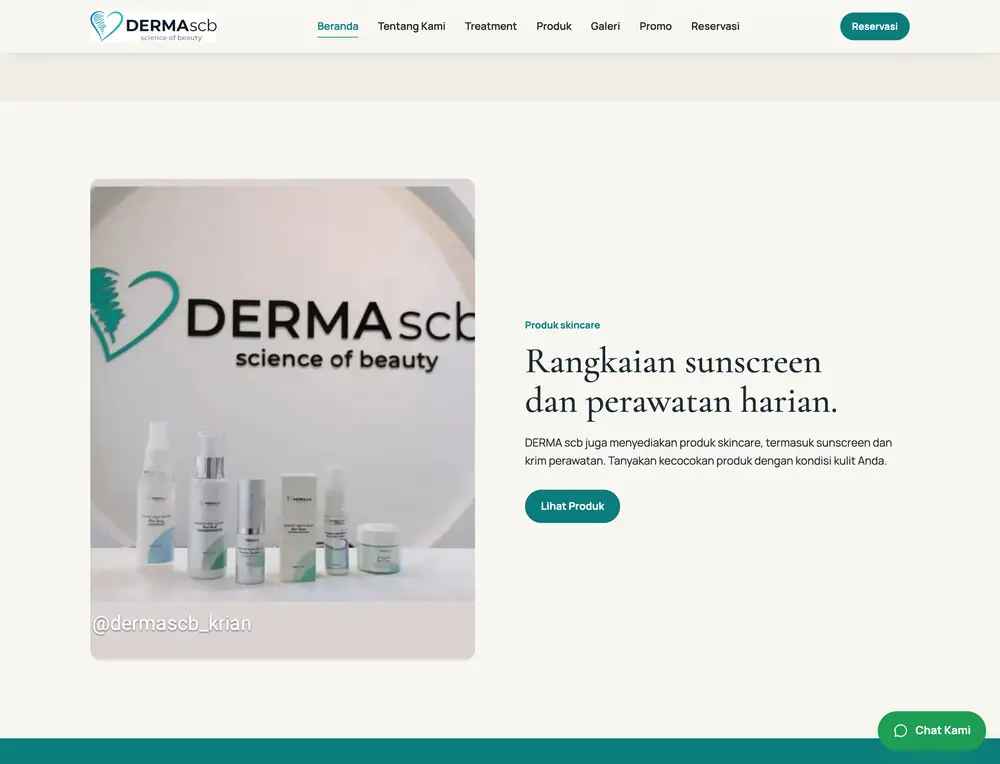 DERMAscb
science of beauty
Beranda
Tentang Kami
Treatment
Produk
Galeri
Promo
Reservasi
Reservasi
DERMA scb
science of beauty
@dermascb_krian
Produk skincare
Rangkaian sunscreen
dan perawatan harian.
DERMA scb juga menyediakan produk skincare, termasuk sunscreen dan
krim perawatan. Tanyakan kecocokan produk dengan kondisi kulit Anda.
Lihat Produk
Chat Kami